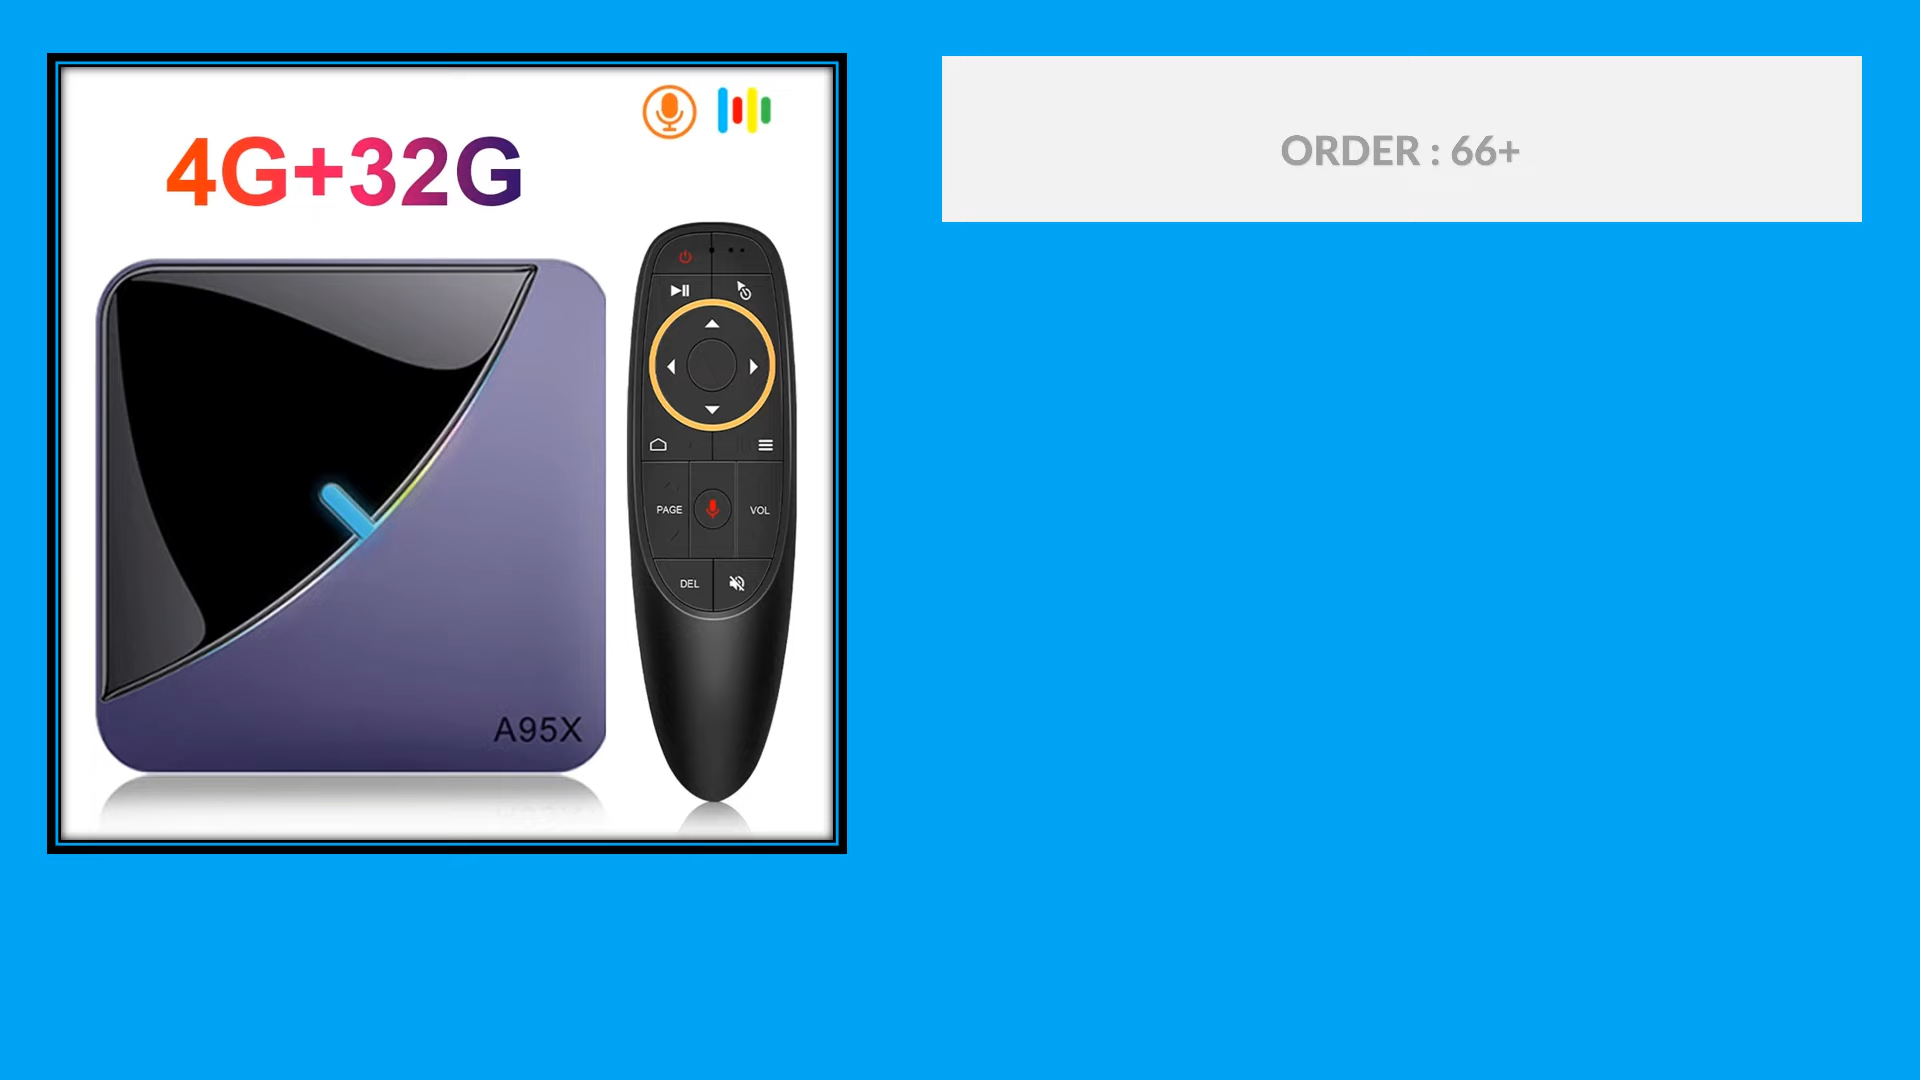 4G+32G
ORDER : 66+
PAGE
VOL
DEL
A95X